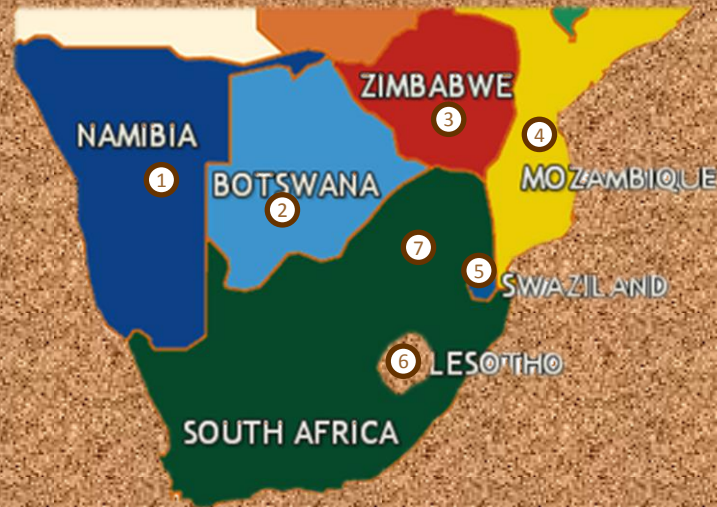 ZIMBABWE
3
NAMIBIA
4
1
BOTSWANA
MOZAMBIQUE
2
7
5
SWAZILAND
6
LESOTHO
SOUTH AFRICA